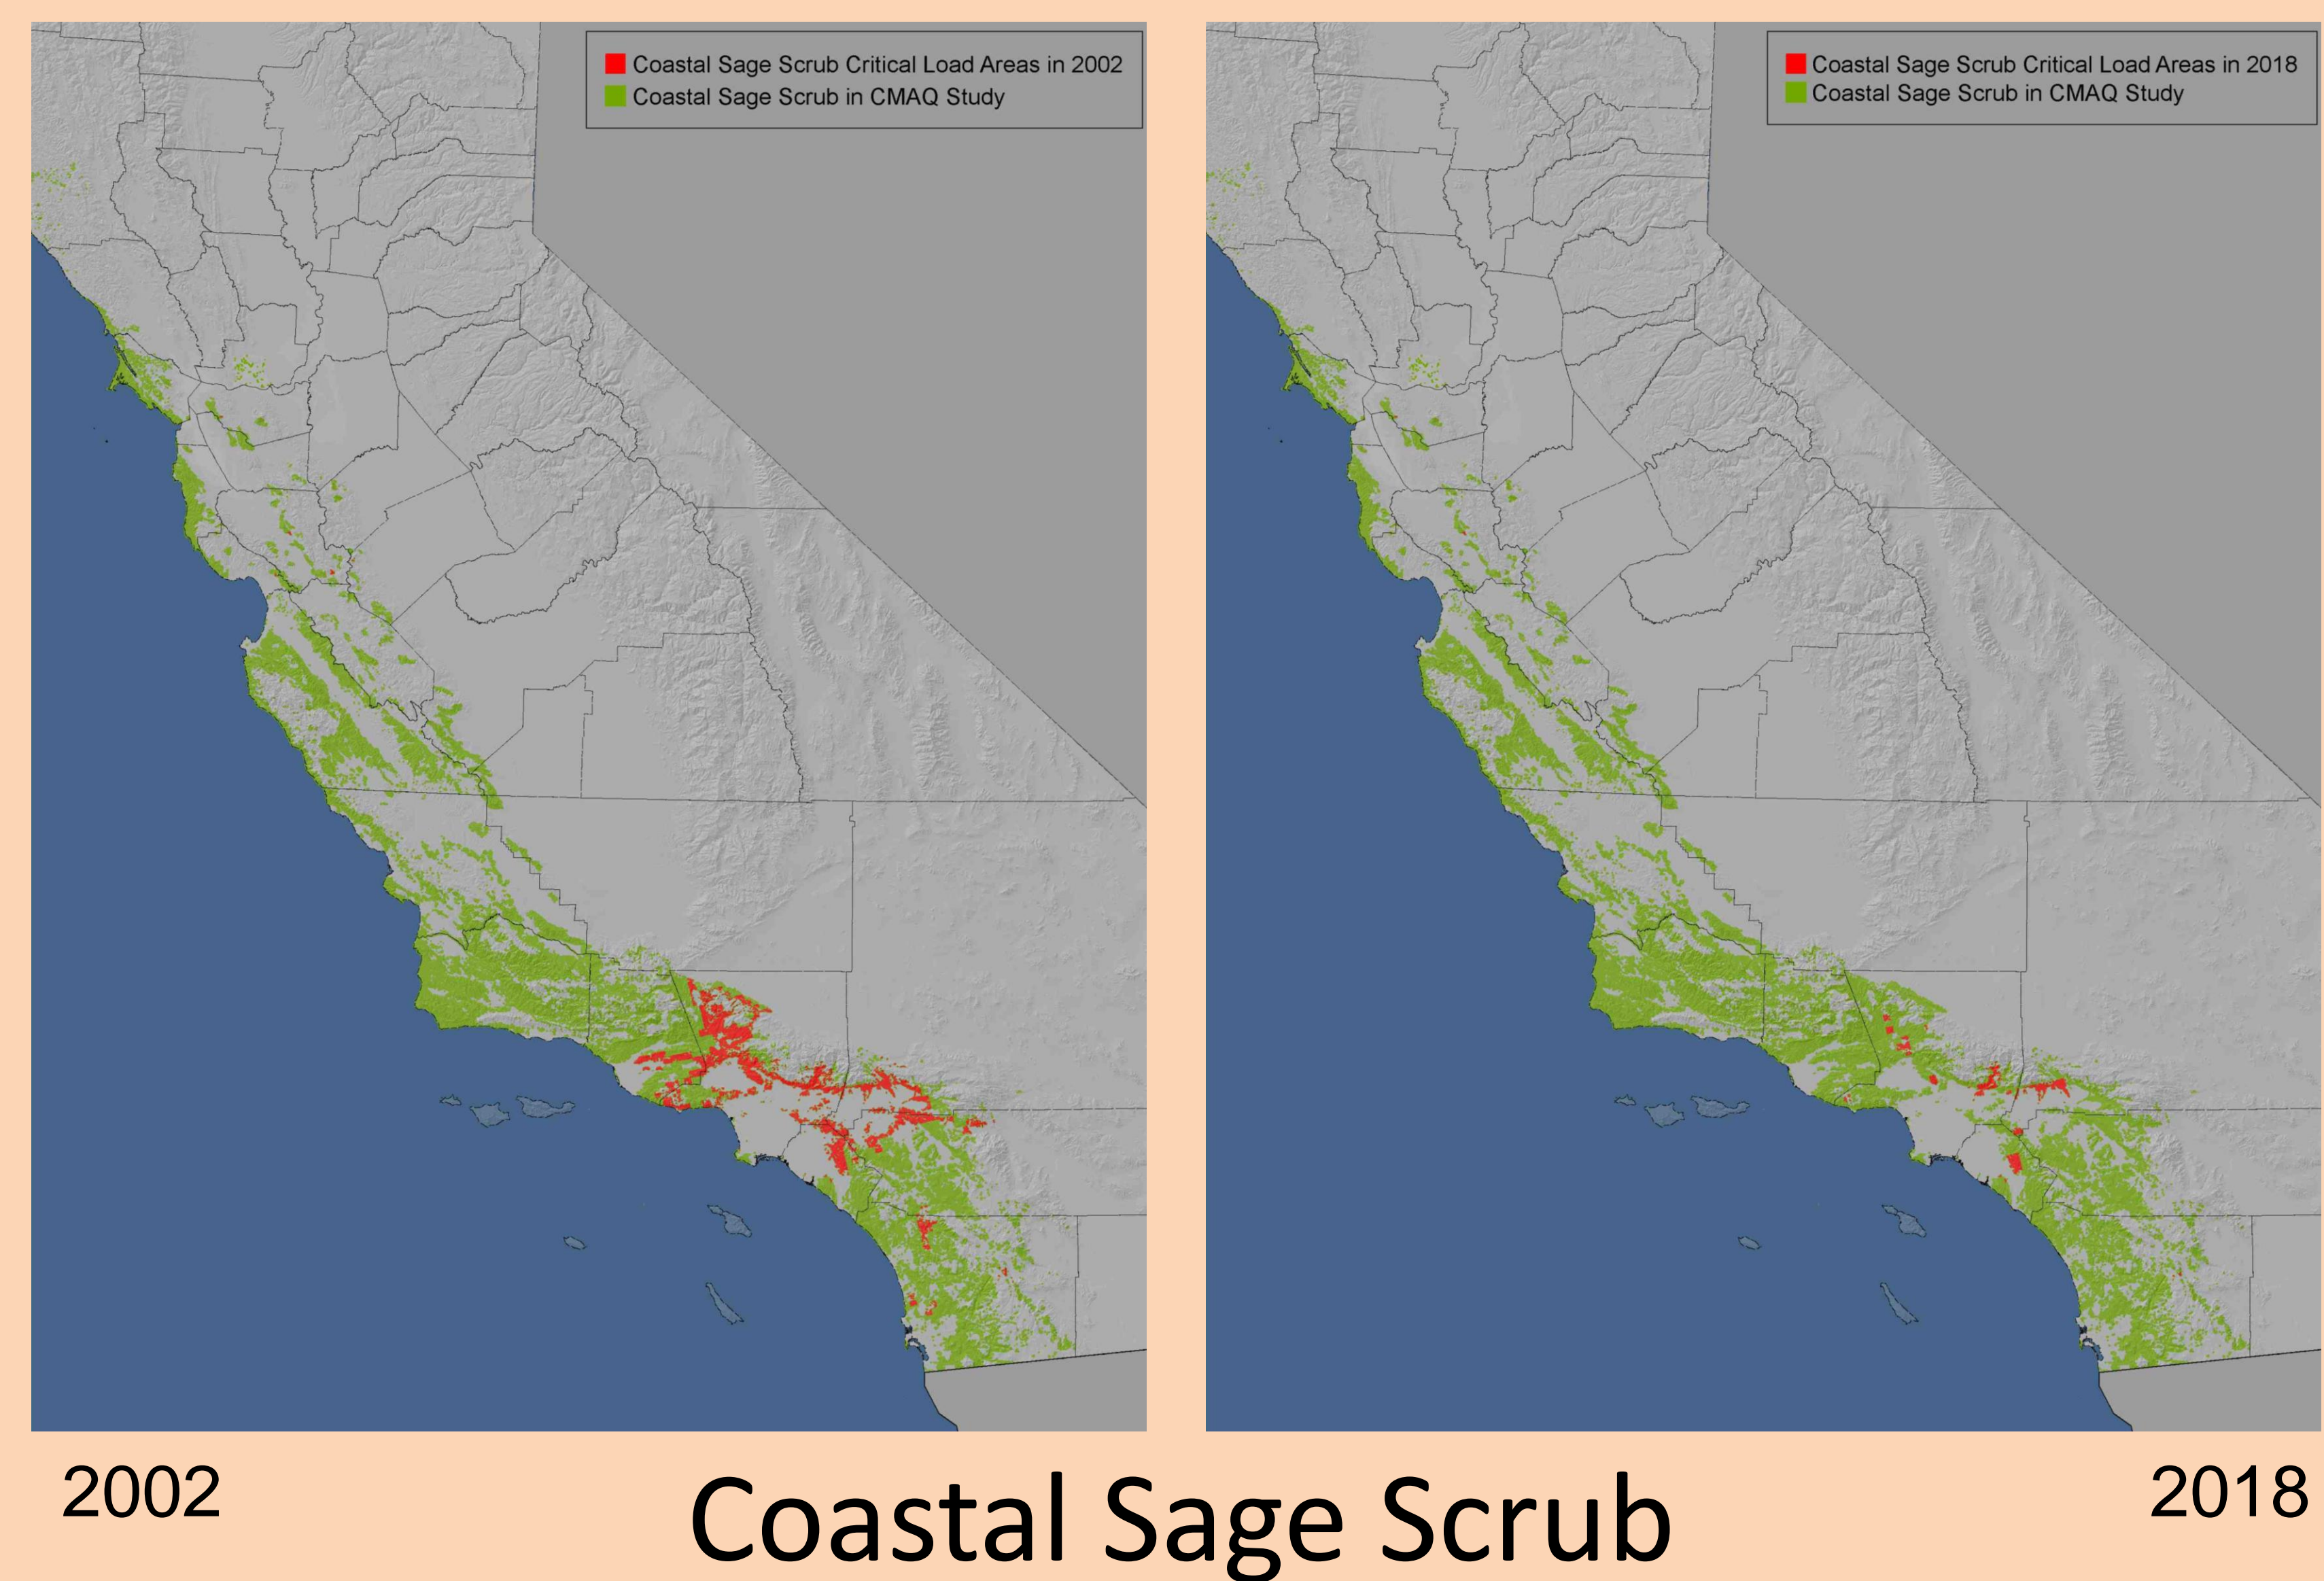 Coastal Sage Scrub Critical Load Areas in 2002
Coastal Sage Scrub in CMAQ Study
Coastal Sage Scrub Critical Load Areas in 2018
Coastal Sage Scrub in CMAQ Study
2002
Coastal Sage Scrub
2018